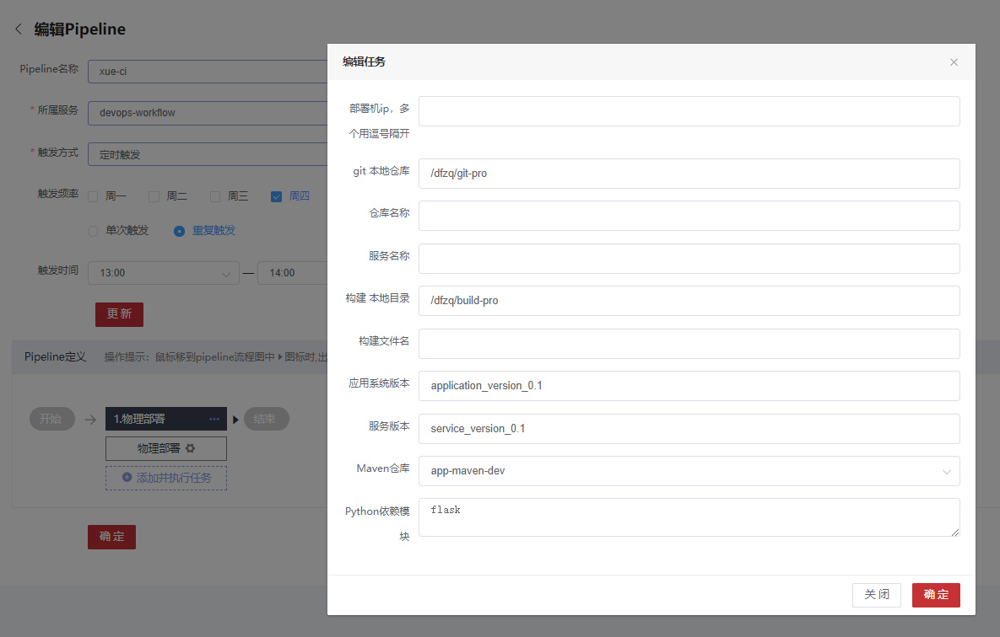 编辑Pipeline
Pipeline名称
xue-ci
* 所属服务
devops-workflow
* 触发方式
定时触发
触发频率
周一
周二
周三
周四
单次触发
重复触发
触发时间
13:00
—
14:00
更 新
Pipeline定义
操作提示：鼠标移到pipeline流程图中
图标时,出
开始
1.物理部署
结束
物理部署
添加并执行任务
确 定
编辑任务
部署机ip，多
个用逗号隔开
git 本地仓库
/dfzq/git-pro
仓库名称
服务名称
构建 本地目录
/dfzq/build-pro
构建文件名
应用系统版本
application_version_0.1
服务版本
service_version_0.1
Maven仓库
app-maven-dev
Python依赖模
块
flask
关 闭
确 定